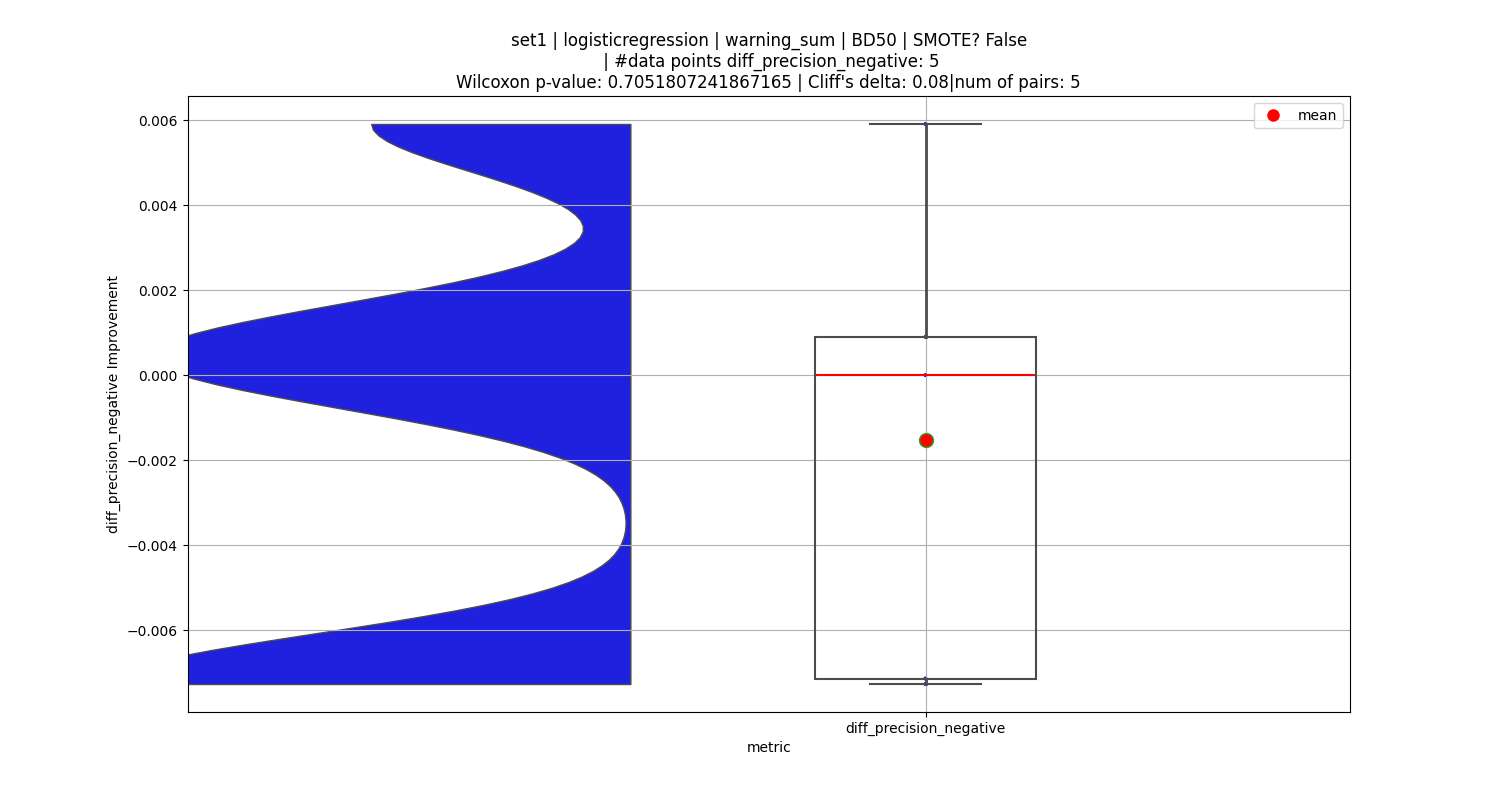 set1 | logisticregression | warning_sum | BD50 | SMOTE? False
| #data points diff_precision_negative: 5
Wilcoxon p-value: 0.7051807241867165 | Cliff's delta: 0.08|num of pairs: 5
mean
0.006
0.004
0.002
0.000
−0.002
−0.004
−0.006
diff_precision_negative Improvement
diff_precision_negative
metric